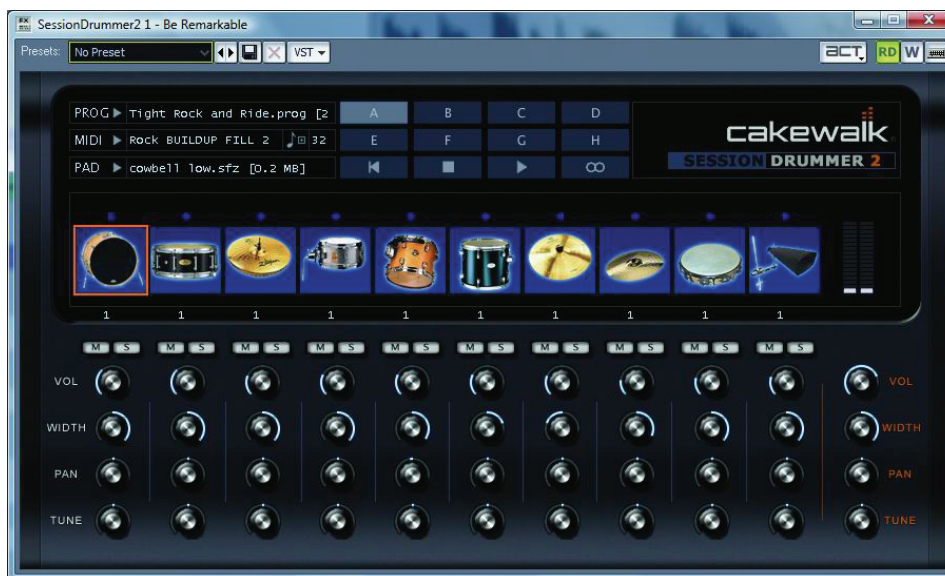 SessionDrummer2 1 - Be Remarkable
Presets: No Preset VST ACT RD W
PROG Tight Rock and Ride.prog [2 A B C D
MIDI Rock BUILDUP FILL 2 32 E F G H
PAD cowbell low.sfz [0.2 MB]
cakewalk
SESSION DRUMMER 2
1 1 1 1 1 1 1 1 1 1
M S M S M S M S M S M S M S M S M S M S
VOL VOL
WIDTH WIDTH
PAN PAN
TUNE TUNE